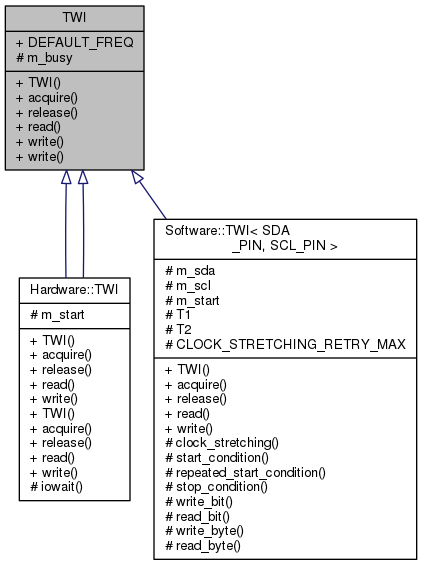 TWI
+ DEFAULT_FREQ
# m_busy
+ TWI()
+ acquire()
+ release()
+ read()
+ write()
+ write()
Hardware::TWI
# m_start
+ TWI()
+ acquire()
+ release()
+ read()
+ write()
+ TWI()
+ acquire()
+ release()
+ read()
+ write()
# iowait()
Software::TWI< SDA
_PIN, SCL_PIN >
# m_sda
# m_scl
# m_start
# T1
# T2
# CLOCK_STRETCHING_RETRY_MAX
+ TWI()
+ acquire()
+ release()
+ read()
+ write()
# clock_stretching()
# start_condition()
# repeated_start_condition()
# stop_condition()
# write_bit()
# read_bit()
# write_byte()
# read_byte()